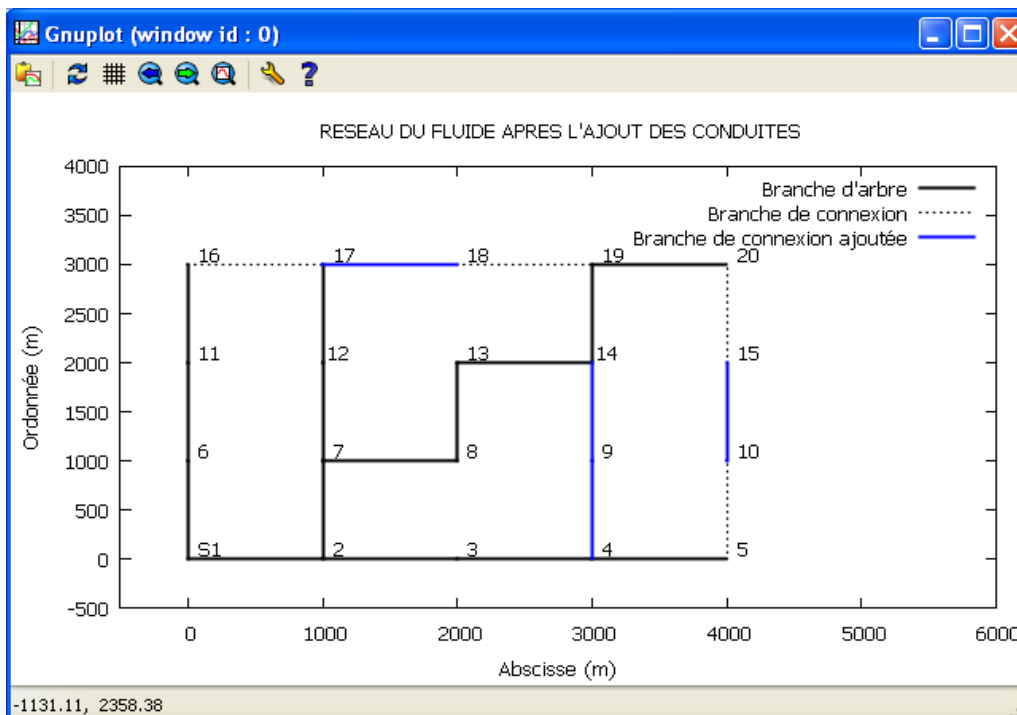 Gnuplot (window id : 0)
RESEAU DU FLUIDE APRES L'AJOUT DES CONDUITES
4000
3500
3000
2500
2000
1500
1000
500
0
-500
Ordonnée (m)
Branche d'arbre
Branche de connexion
Branche de connexion ajoutée
16 17 18 19 20
11 12 13 14 15
6 7 8 9 10
S1 2 3 4 5
0 1000 2000 3000 4000 5000 6000
Abscisse (m)
-1131.11, 2358.38